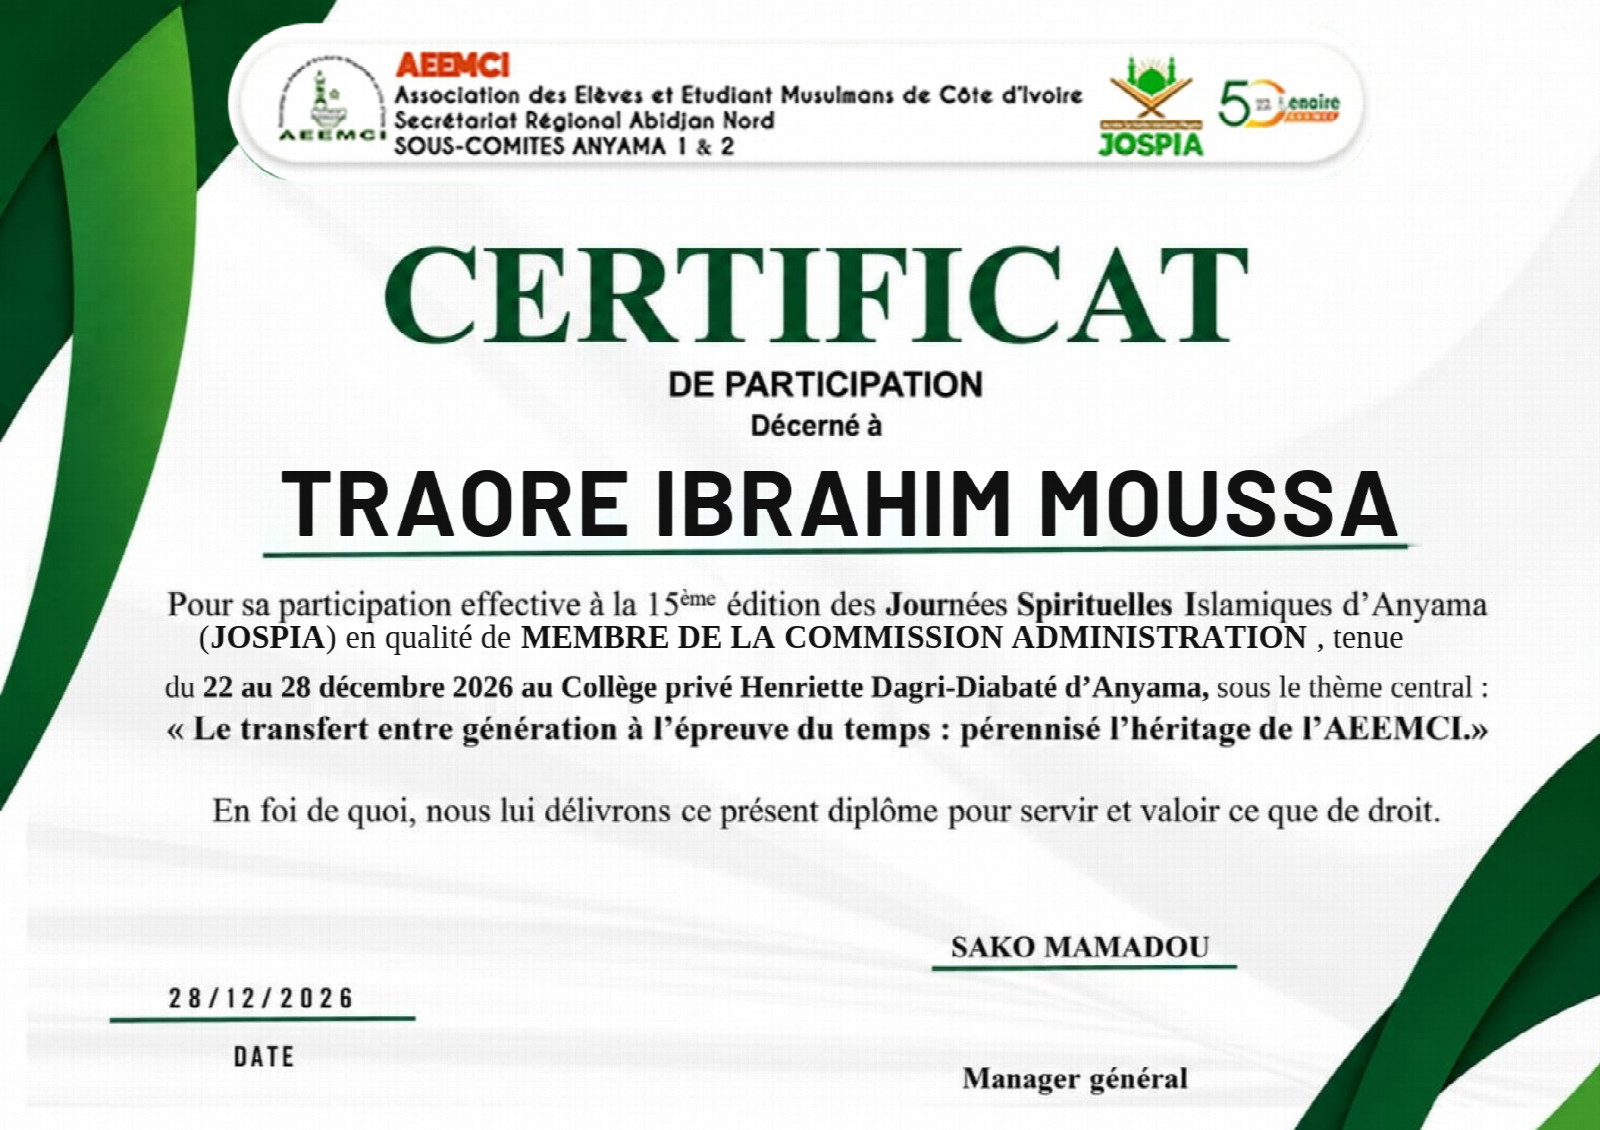 AEEMCI
AEEMCI
Association des Elèves et Etudiant Musulmans de Côte d'Ivoire
Secrétariat Régional Abidjan Nord
SOUS-COMITES ANYAMA 1 & 2
JOSPIA
50
enaire
CERTIFICAT
DE PARTICIPATION
Décerné à
TRAORE IBRAHIM MOUSSA
Pour sa participation effective à la 15ème édition des Journées Spirituelles Islamiques d’Anyama
(JOSPIA) en qualité de MEMBRE DE LA COMMISSION ADMINISTRATION , tenue
du 22 au 28 décembre 2026 au Collège privé Henriette Dagri-Diabaté d’Anyama, sous le thème central :
« Le transfert entre génération à l’épreuve du temps : pérennisé l’héritage de l’AEEMCI.»
En foi de quoi, nous lui délivrons ce présent diplôme pour servir et valoir ce que de droit.
SAKO MAMADOU
28/12/2026
DATE
Manager général